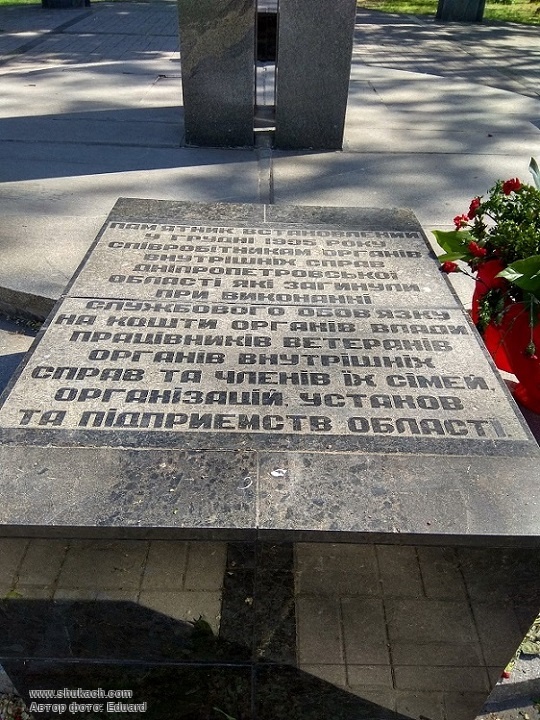 ПАМ'ЯТНИК ВСТАНОВЛЕНИЙ
У ГРУДНІ 1995 РОКУ
СПІВРОБІТНИКАМ ОРГАНІВ
ВНУТРІШНІХ СПРАВ
ДНІПРОПЕТРОВСЬКОЇ
ОБЛАСТІ ЯКІ ЗАГИНУЛИ
ПРИ ВИКОНАННІ
СЛУЖБОВОГО ОБОВ'ЯЗКУ
НА КОШТИ ОРГАНІВ ВЛАДИ
ПРАЦІВНИКІВ ВЕТЕРАНІВ
ОРГАНІВ ВНУТРІШНІХ
СПРАВ ТА ЧЛЕНІВ ЇХ СІМЕЙ,
ОРГАНІЗАЦІЙ, УСТАНОВ
ТА ПІДПРИЄМСТВ ОБЛАСТІ.
www.shukach.com
Автор фото: Eduard